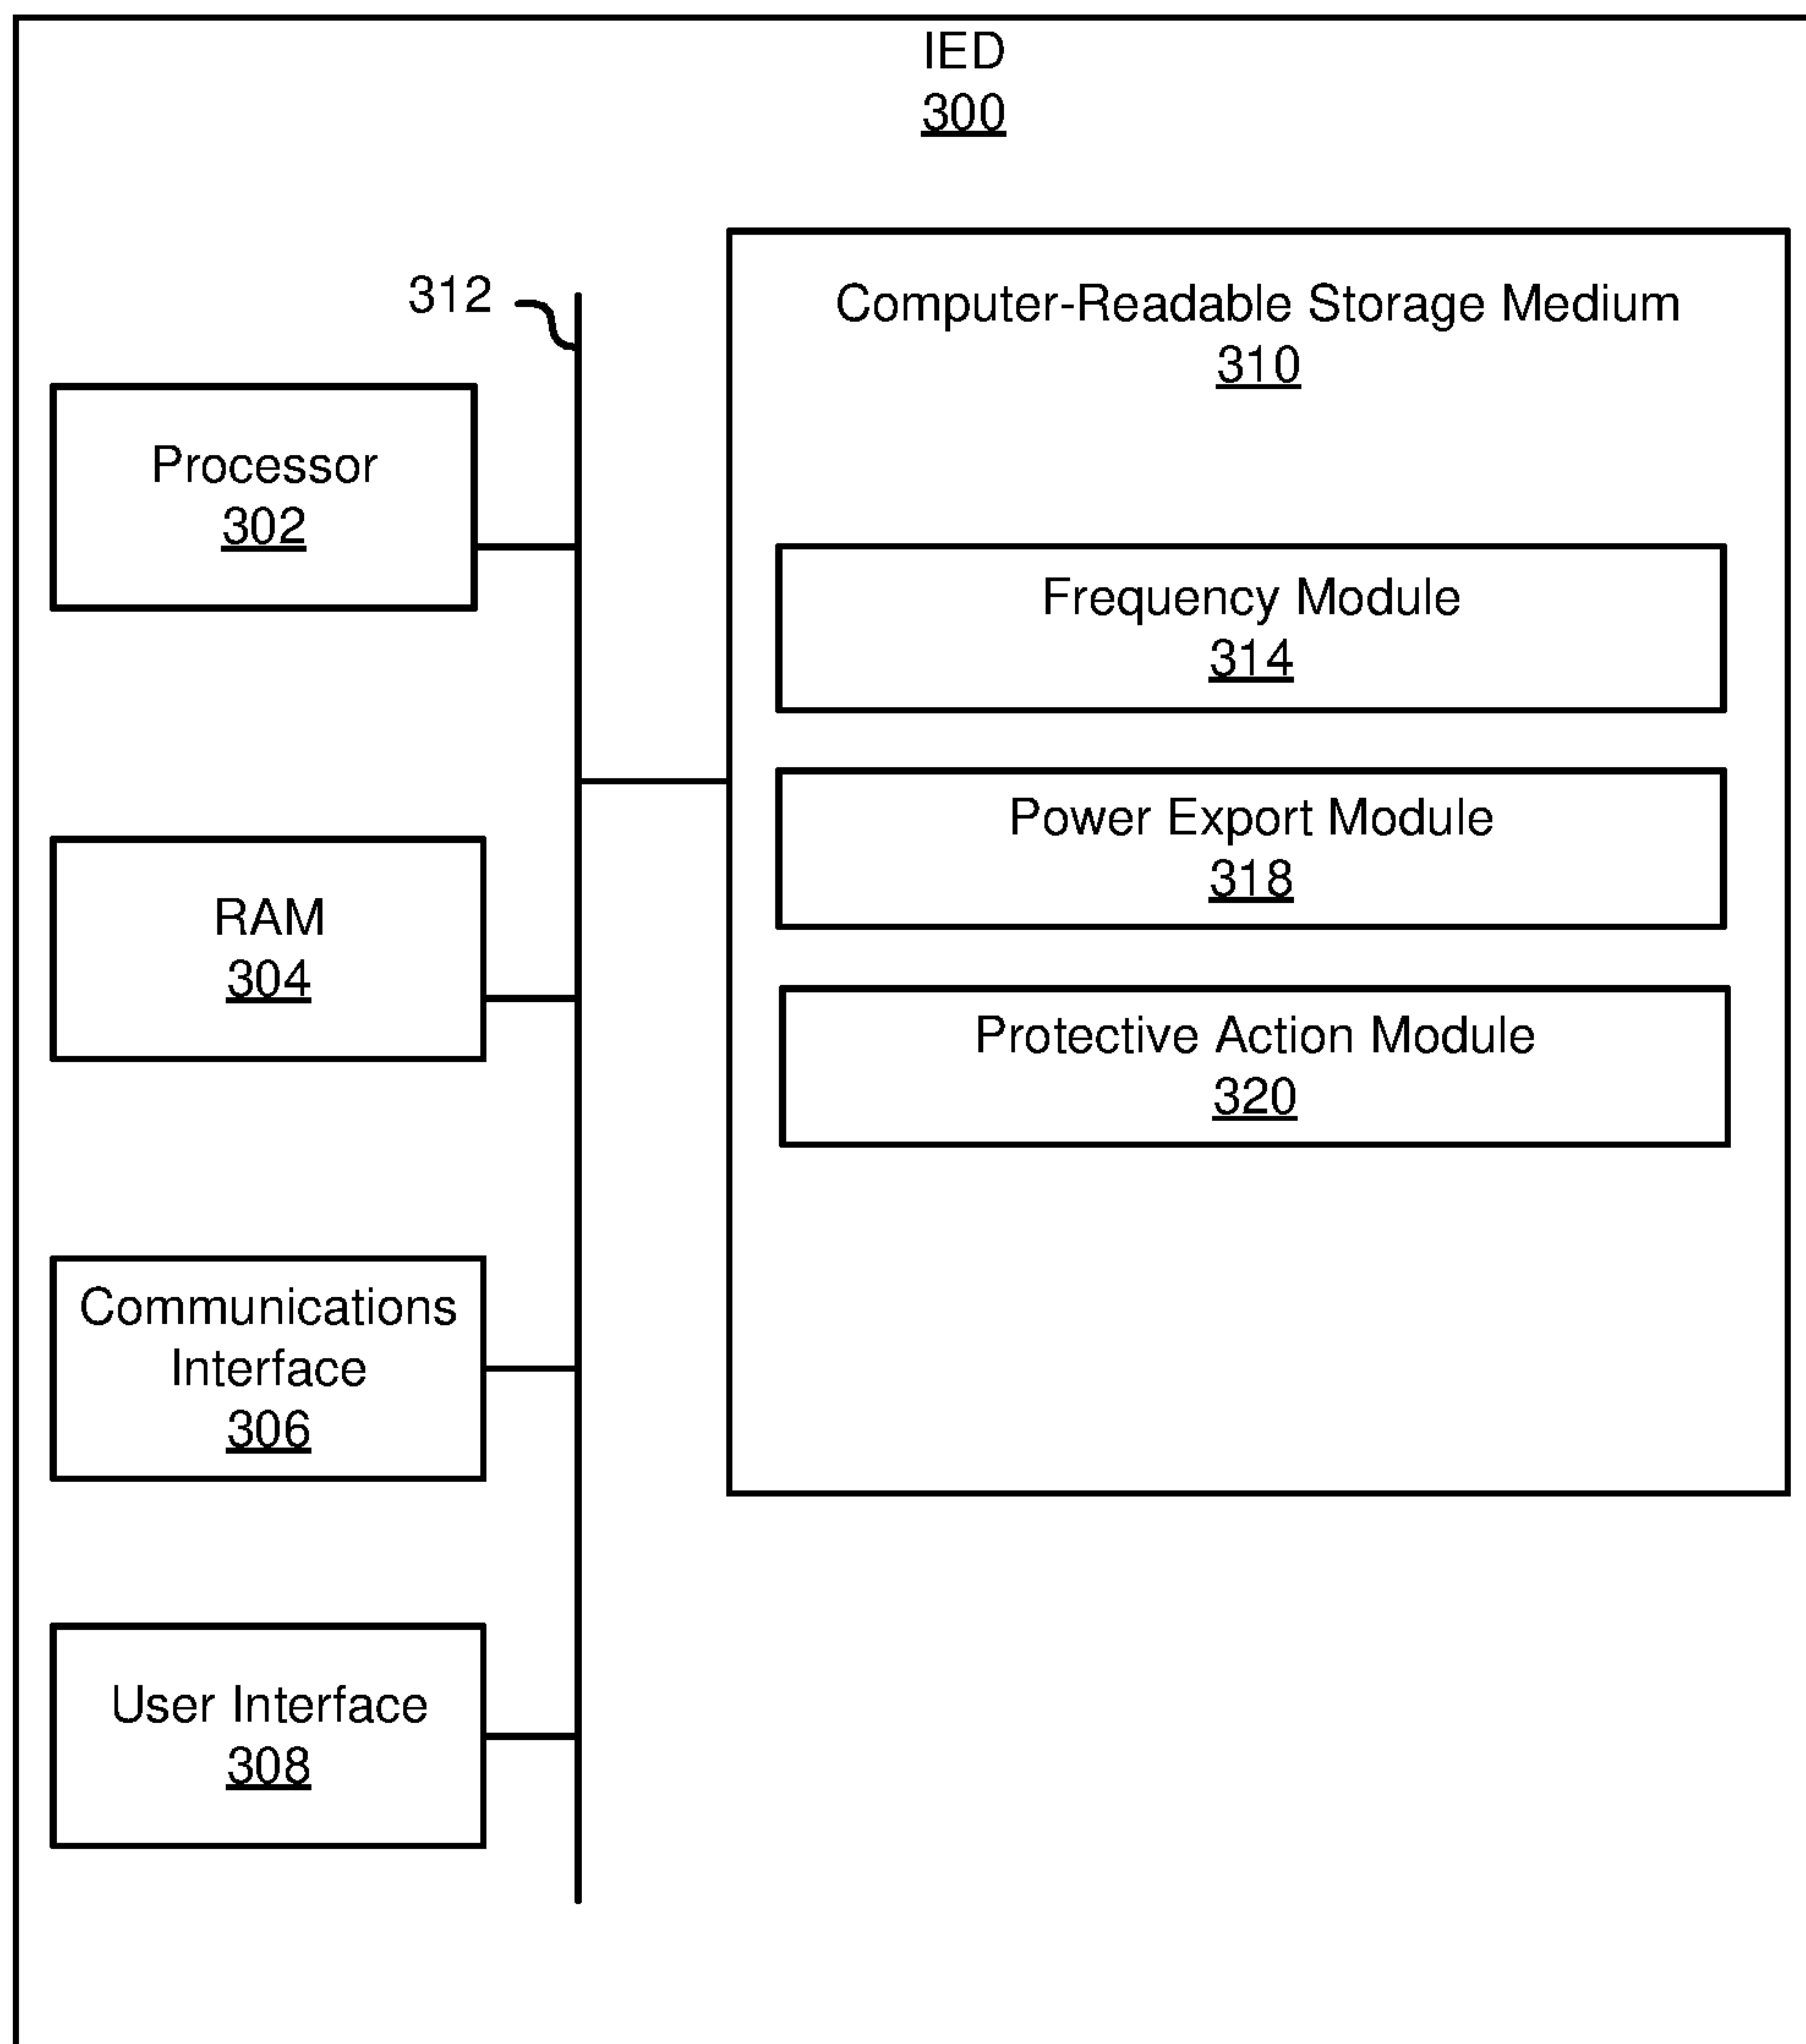 IED
300
312
Processor
302
RAM
304
Communications
Interface
306
User Interface
308
Computer-Readable Storage Medium
310
Frequency Module
314
Power Export Module
318
Protective Action Module
320